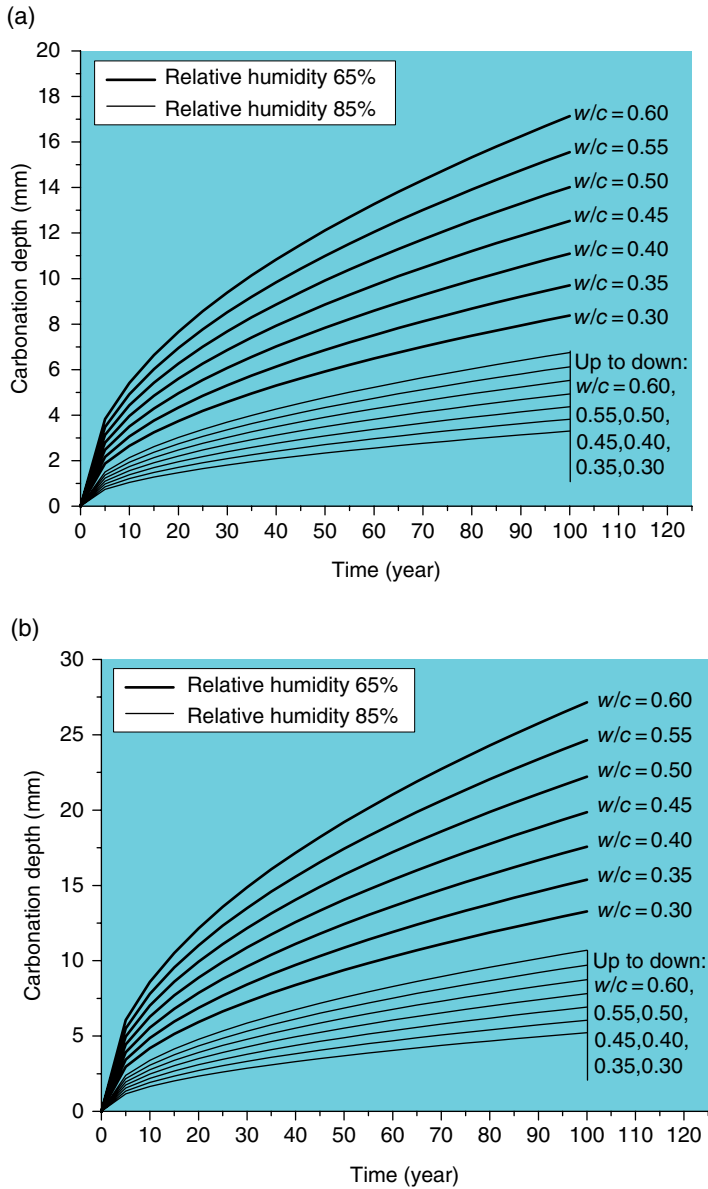 (a)
20
18
16
14
12
10
8
6
4
2
0
Carbonation depth (mm)
Relative humidity 65%
Relative humidity 85%
w/c = 0.60
w/c = 0.55
w/c = 0.50
w/c = 0.45
w/c = 0.40
w/c = 0.35
w/c = 0.30
Up to down:
w/c = 0.60,
0.55,0.50,
0.45,0.40,
0.35,0.30
0 10 20 30 40 50 60 70 80 90 100 110 120
Time (year)
(b)
30
25
20
15
10
5
0
Carbonation depth (mm)
Relative humidity 65%
Relative humidity 85%
w/c = 0.60
w/c = 0.55
w/c = 0.50
w/c = 0.45
w/c = 0.40
w/c = 0.35
w/c = 0.30
Up to down:
w/c = 0.60,
0.55,0.50,
0.45,0.40,
0.35,0.30
0 10 20 30 40 50 60 70 80 90 100 110 120
Time (year)